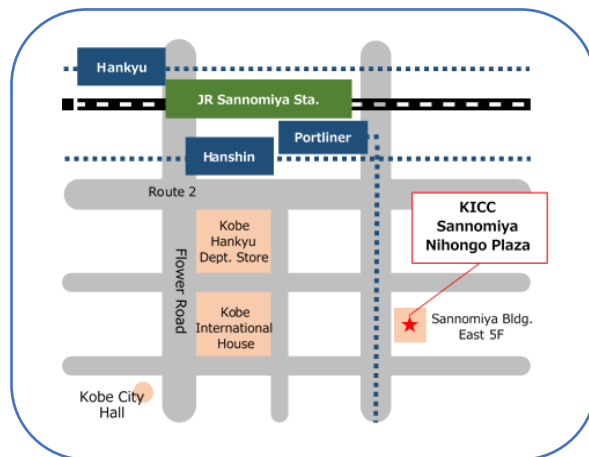 Hankyu
JR Sannomiya Sta.
Portliner
Hanshin
Route 2
KICC
Sannomiya
Nihongo Plaza
Kobe
Hankyu
Dept. Store
Flower Road
Kobe
International
House
Sannomiya Bldg.
East 5F
Kobe City
Hall